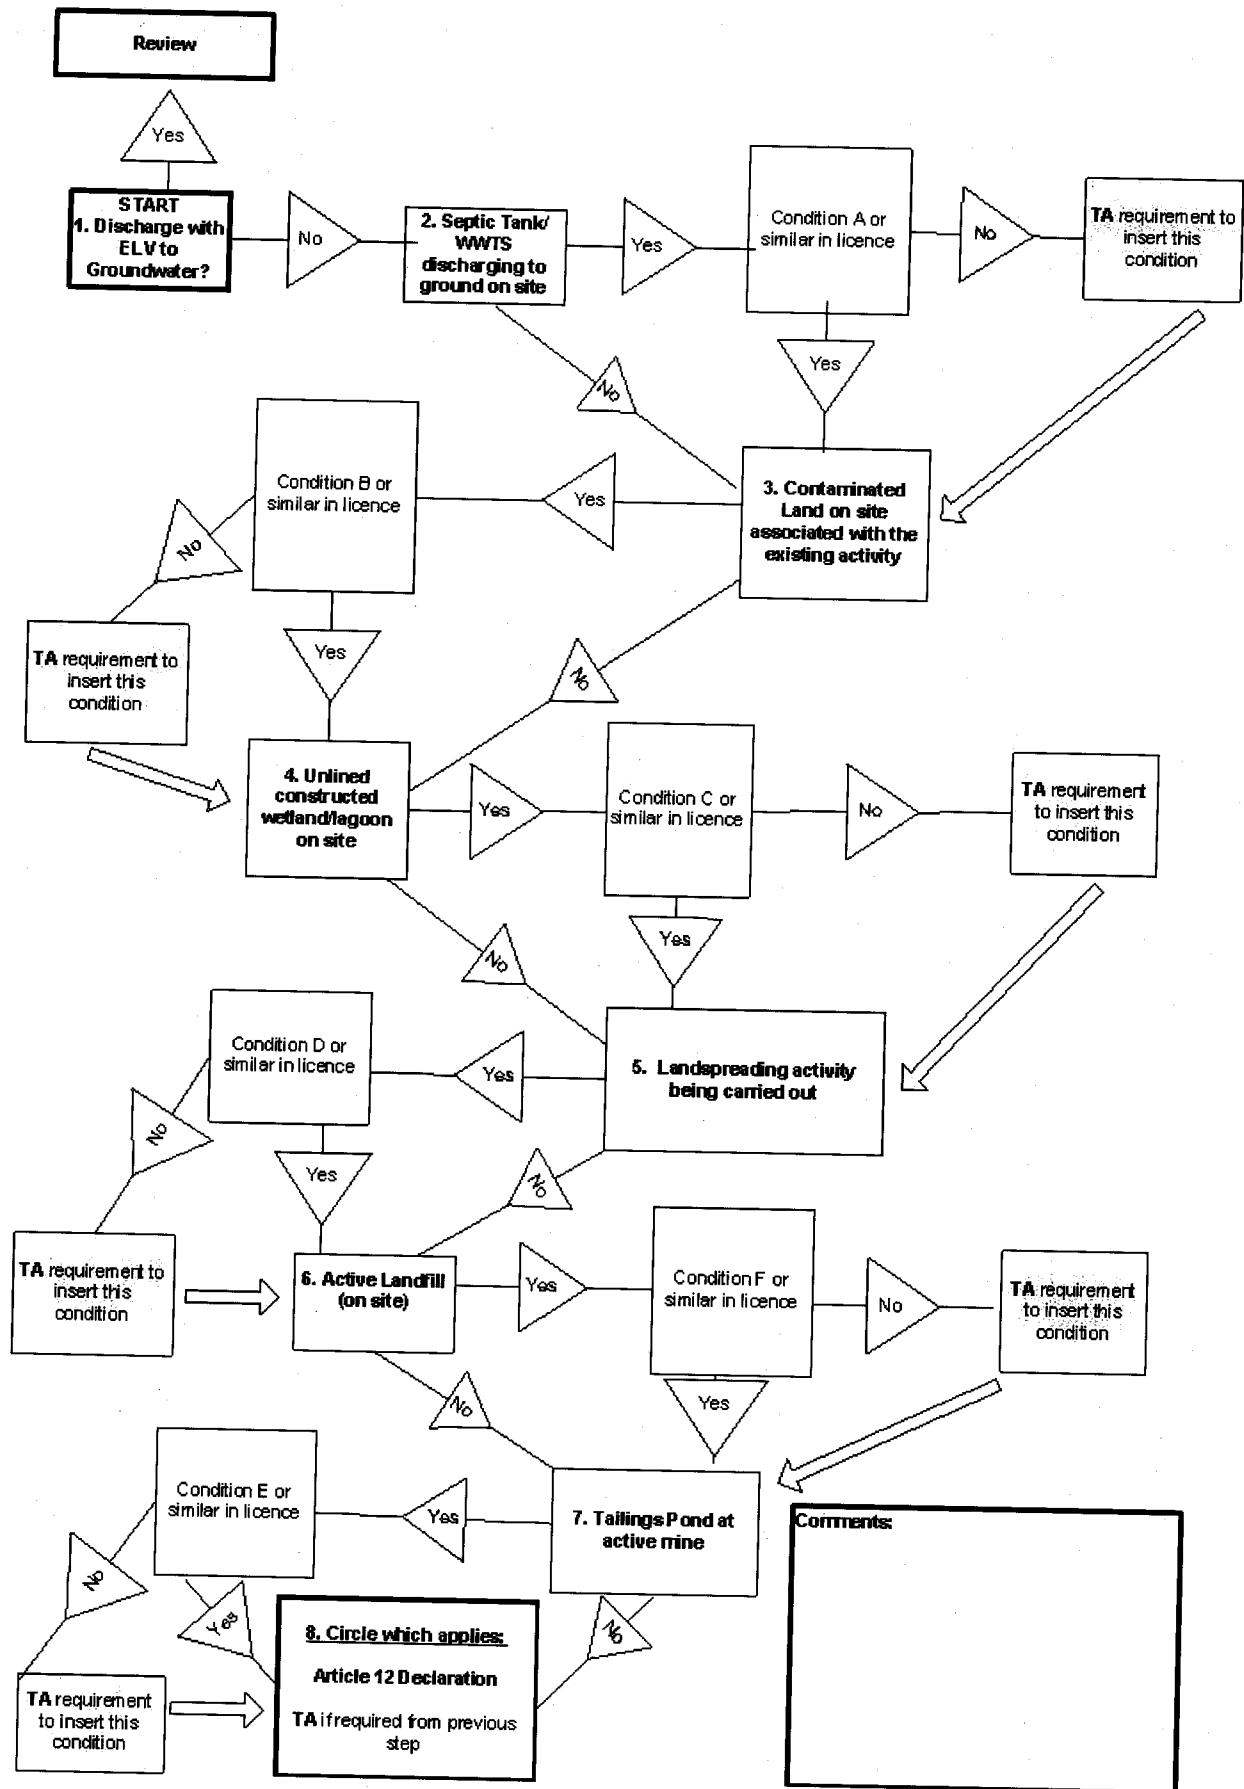 Review
Yes
START
1. Discharge with
ELV to
Groundwater?
No
2. Septic Tank/
WWTS
discharging to
ground on site
Yes
Condition A or
similar in licence
No
TA requirement to
insert this
condition
Yes
No
3. Contaminated
Land on site
associated with the
existing activity
Yes
Condition B or
similar in licence
No
TA requirement to
insert this
condition
Yes
No
4. Unlined
constructed
wetland/lagoon
on site
Yes
Condition C or
similar in licence
No
TA requirement
to insert this
condition
Yes
No
5. Landspreading activity
being carried out
Yes
Condition D or
similar in licence
No
TA requirement to
insert this
condition
Yes
No
6. Active Landfill
(on site)
Yes
Condition F or
similar in licence
No
TA requirement
to insert this
condition
Yes
No
7. Tailings Pond at
active mine
Yes
Condition E or
similar in licence
No
TA requirement
to insert this
condition
Yes
No
8. Circle which applies:
Article 12 Declaration
TA if required from previous
step
Comments: